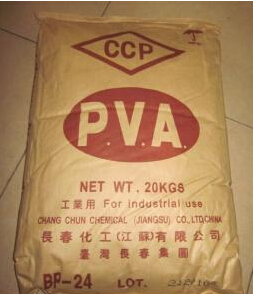 CCP
P.V.A.
NET WT. 20KGS
工業用 For industrial use
CHANG CHUN CHEMICAL (JIANGSU) CO.,LTD,CHINA
長春化工(江蘇)有限公司
臺灣長春集團
BP-24 LOT.